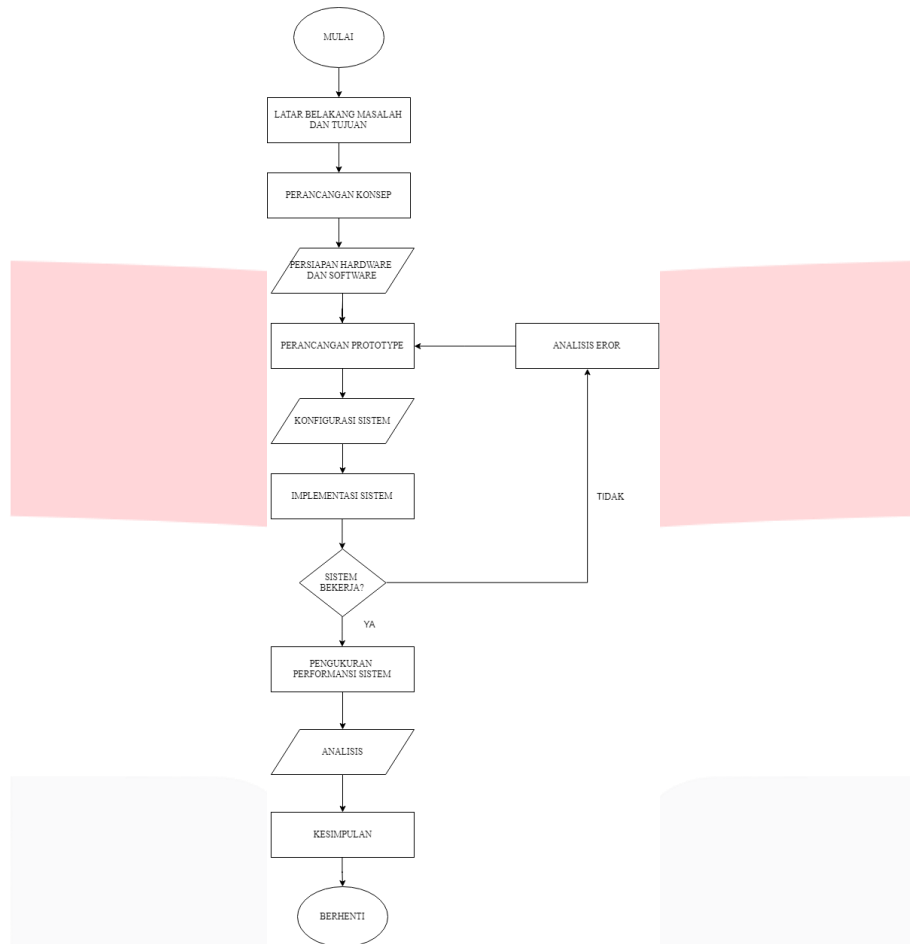 MULAI
LATAR BELAKANG MASALAH
DAN TUJUAN
PERANCANGAN KONSEP
PERSIAPAN HARDWARE
DAN SOFTWARE
PERANCANGAN PROTOTYPE
ANALISIS EROR
KONFIGURASI SISTEM
IMPLEMENTASI SISTEM
TIDAK
SISTEM
BEKERJA?
YA
PENGUKURAN
PERFORMANSI SISTEM
ANALISIS
KESIMPULAN
BERHENTI